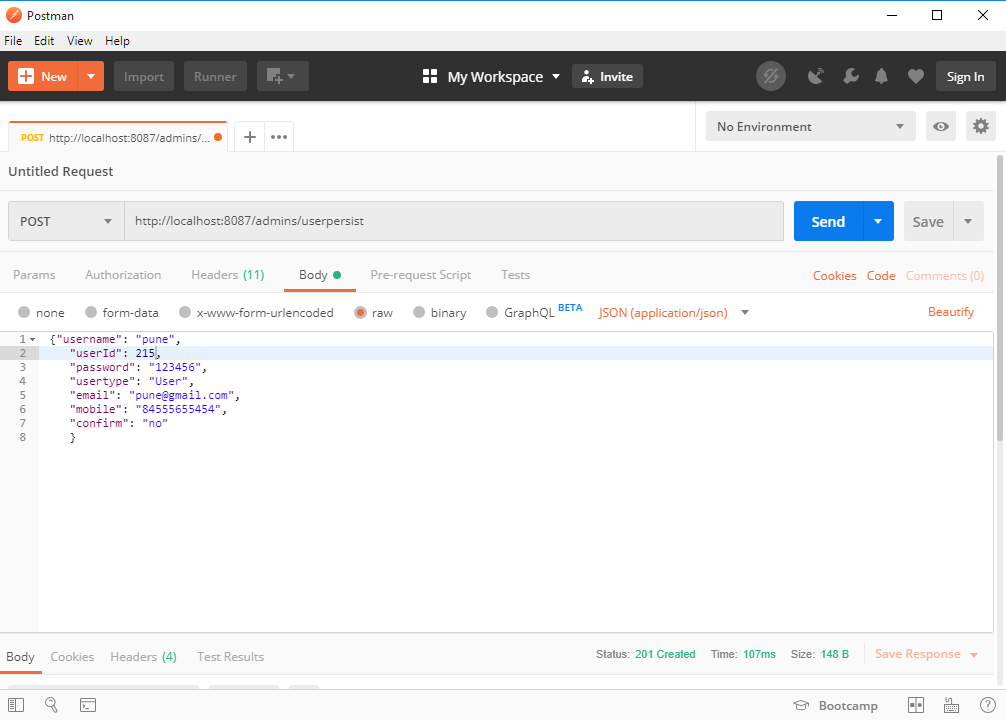 Postman
File Edit View Help
New Import Runner My Workspace Invite Sign In
POST http://localhost:8087/admins/... + ••• No Environment
Untitled Request
POST http://localhost:8087/admins/userpersist Send Save
Params Authorization Headers (11) Body Pre-request Script Tests Cookies Code Comments (0)
none form-data x-www-form-urlencoded raw binary GraphQL BETA JSON (application/json) Beautify
1 {"username": "pune",
2 "userId": 215,
3 "password": "123456",
4 "usertype": "User",
5 "email": "pune@gmail.com",
6 "mobile": "84555655454",
7 "confirm": "no"
8 }
Body Cookies Headers (4) Test Results Status: 201 Created Time: 107ms Size: 148 B Save Response
Bootcamp